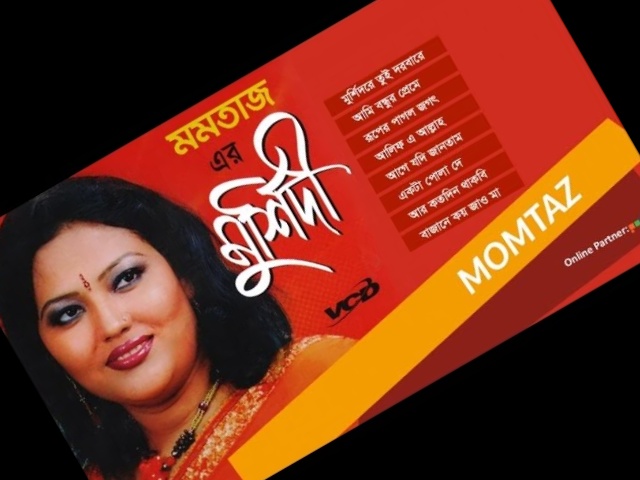 মমতাজ
এর
মুর্শিদী
VCD
মুর্শিদরে তুই দরবারে
আমি বন্ধুর প্রেমে
রূপের পাগল জগৎ
আলিফ এ আল্লাহ
আগে যদি জানতাম
একটা পোলা দে
আর কতদিন থাকবি
বাজানে কয় জাও মা
MOMTAZ
Online Partner: